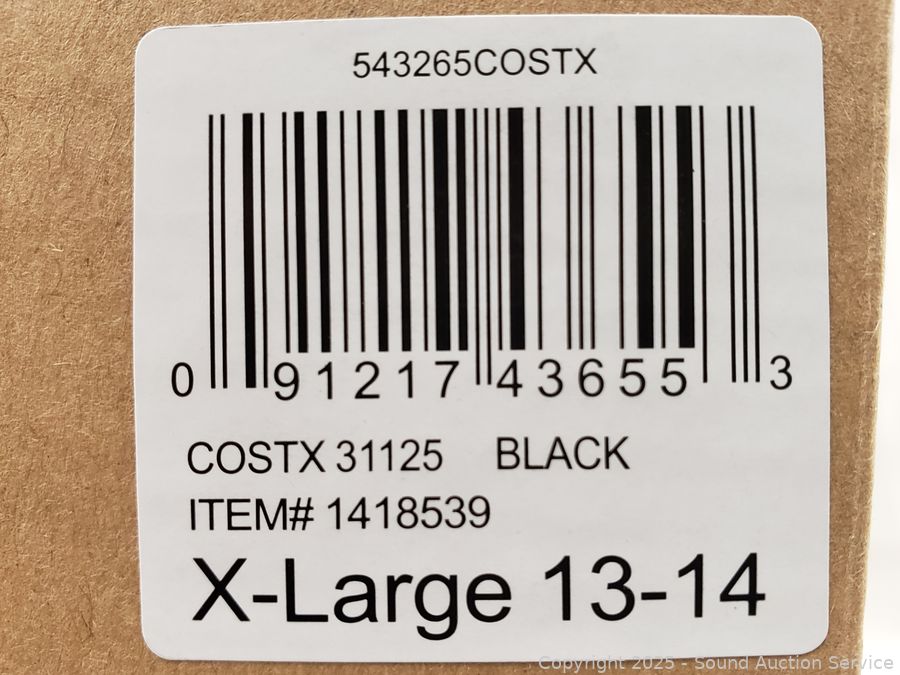 543265COSTX
0 91217 43655 3
COSTX 31125 BLACK
ITEM# 1418539
X-Large 13-14
Copyright 2025 - Sound Auction Service